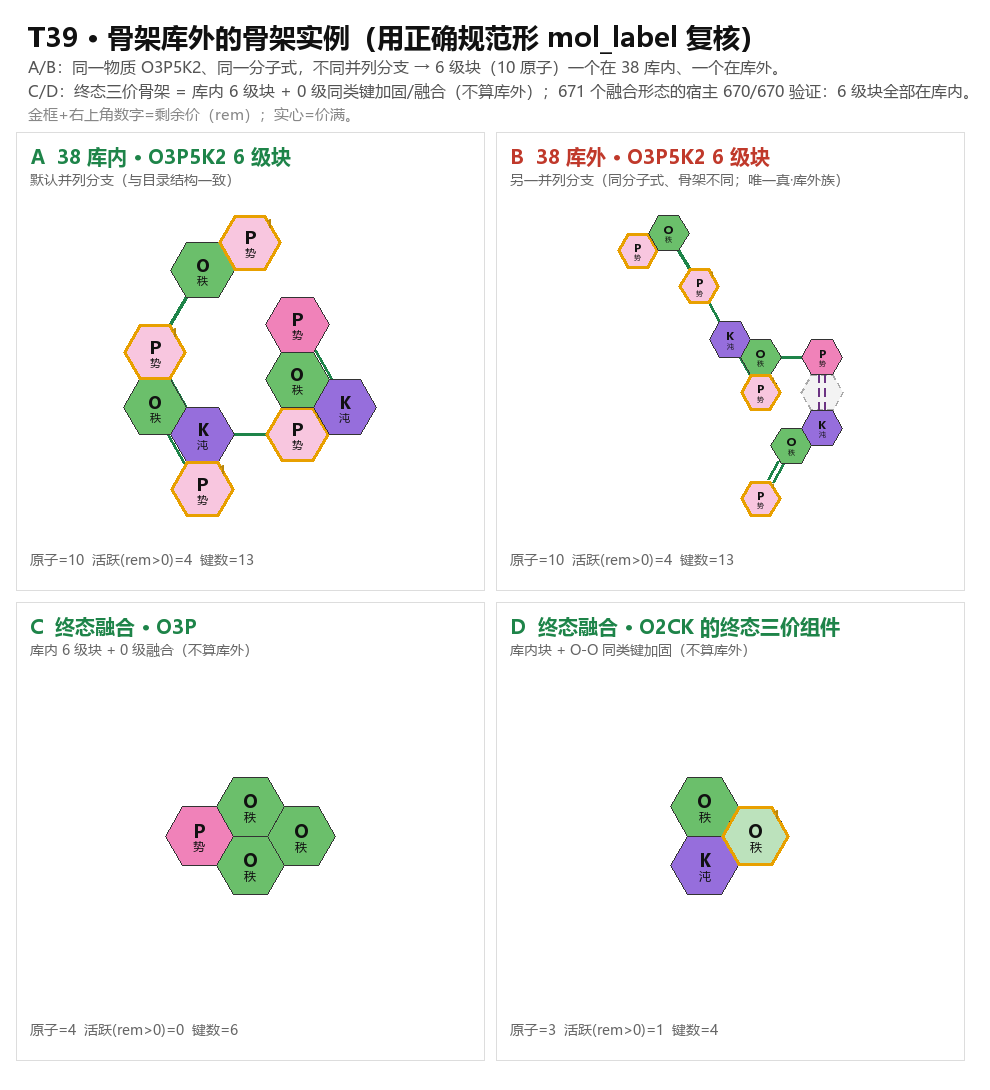 T39 • 骨架库外的骨架实例（用正确规范形 mol_label 复核）
A/B：同一物质 O3P5K2、同一分子式，不同并列分支 → 6 级块（10 原子）一个在 38 库内、一个在库外。
C/D：终态三价骨架 = 库内 6 级块 + 0 级同类键加固/融合（不算库外）；671 个融合形态的宿主 670/670 验证：6 级块全部在库内。
金框+右上角数字=剩余价（rem）；实心=价满。
A 38 库内 • O3P5K2 6 级块
默认并列分支（与目录结构一致）
P
势
O
秩
P
势
P
势
O
秩
O
秩
K
沌
K
沌
P
势
P
势
原子=10 活跃(rem>0)=4 键数=13
B 38 库外 • O3P5K2 6 级块
另一并列分支（同分子式、骨架不同；唯一真·库外族）
O
秩
P
势
P
势
K
沌
O
秩
P
势
P
势
K
沌
O
秩
P
势
原子=10 活跃(rem>0)=4 键数=13
C 终态融合 • O3P
库内 6 级块 + 0 级融合（不算库外）
O
秩
P
势
O
秩
O
秩
原子=4 活跃(rem>0)=0 键数=6
D 终态融合 • O2CK 的终态三价组件
库内块 + O-O 同类键加固（不算库外）
O
秩
O
秩
K
沌
原子=3 活跃(rem>0)=1 键数=4